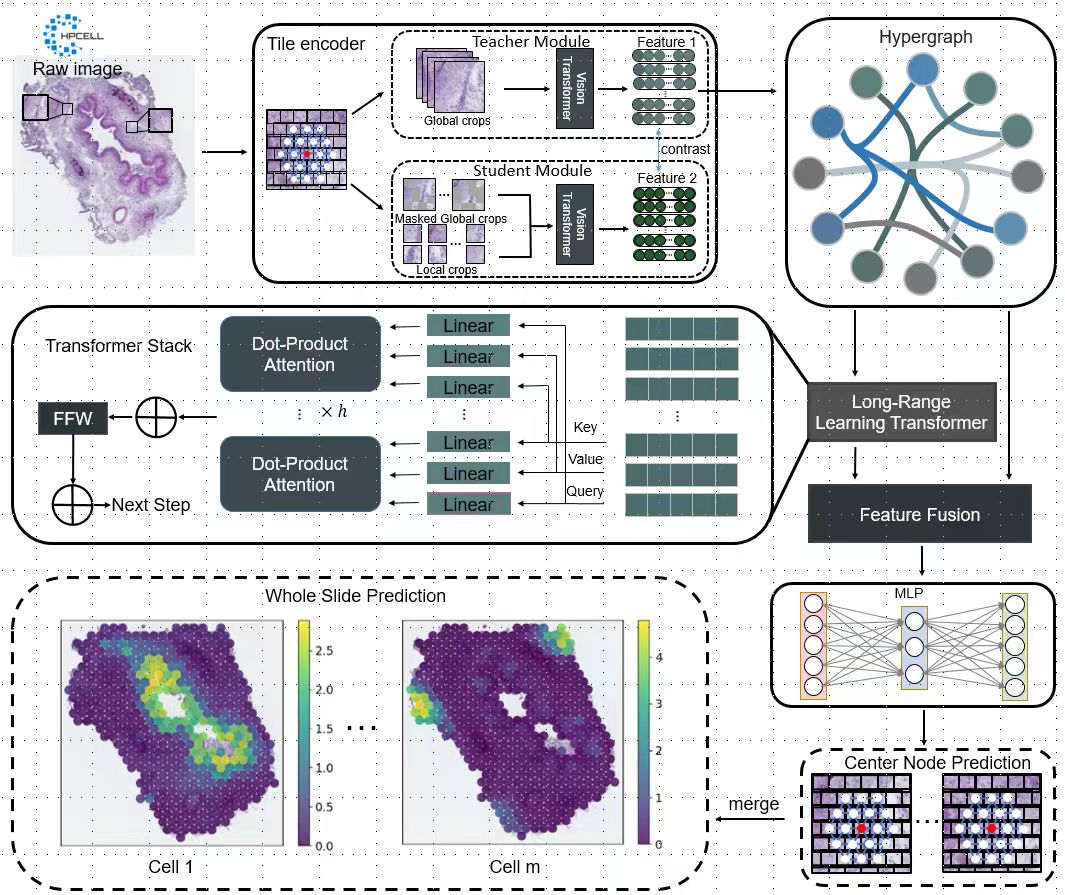 HPCELL
Raw image
Tile encoder
Teacher Module
Global crops
Vision
Transformer
Feature 1
contrast
Student Module
Masked Global crops
Local crops
Vision
Transformer
Feature 2
Hypergraph
Transformer Stack
Dot-Product
Attention
Linear
Linear
Linear
× h
FFW
Dot-Product
Attention
Linear
Linear
Linear
Key
Value
Query
Next Step
Long-Range
Learning Transformer
Feature Fusion
MLP
Whole Slide Prediction
2.5
2.0
1.5
1.0
0.5
0.0
Cell 1
4
3
2
1
0
Cell m
merge
Center Node Prediction